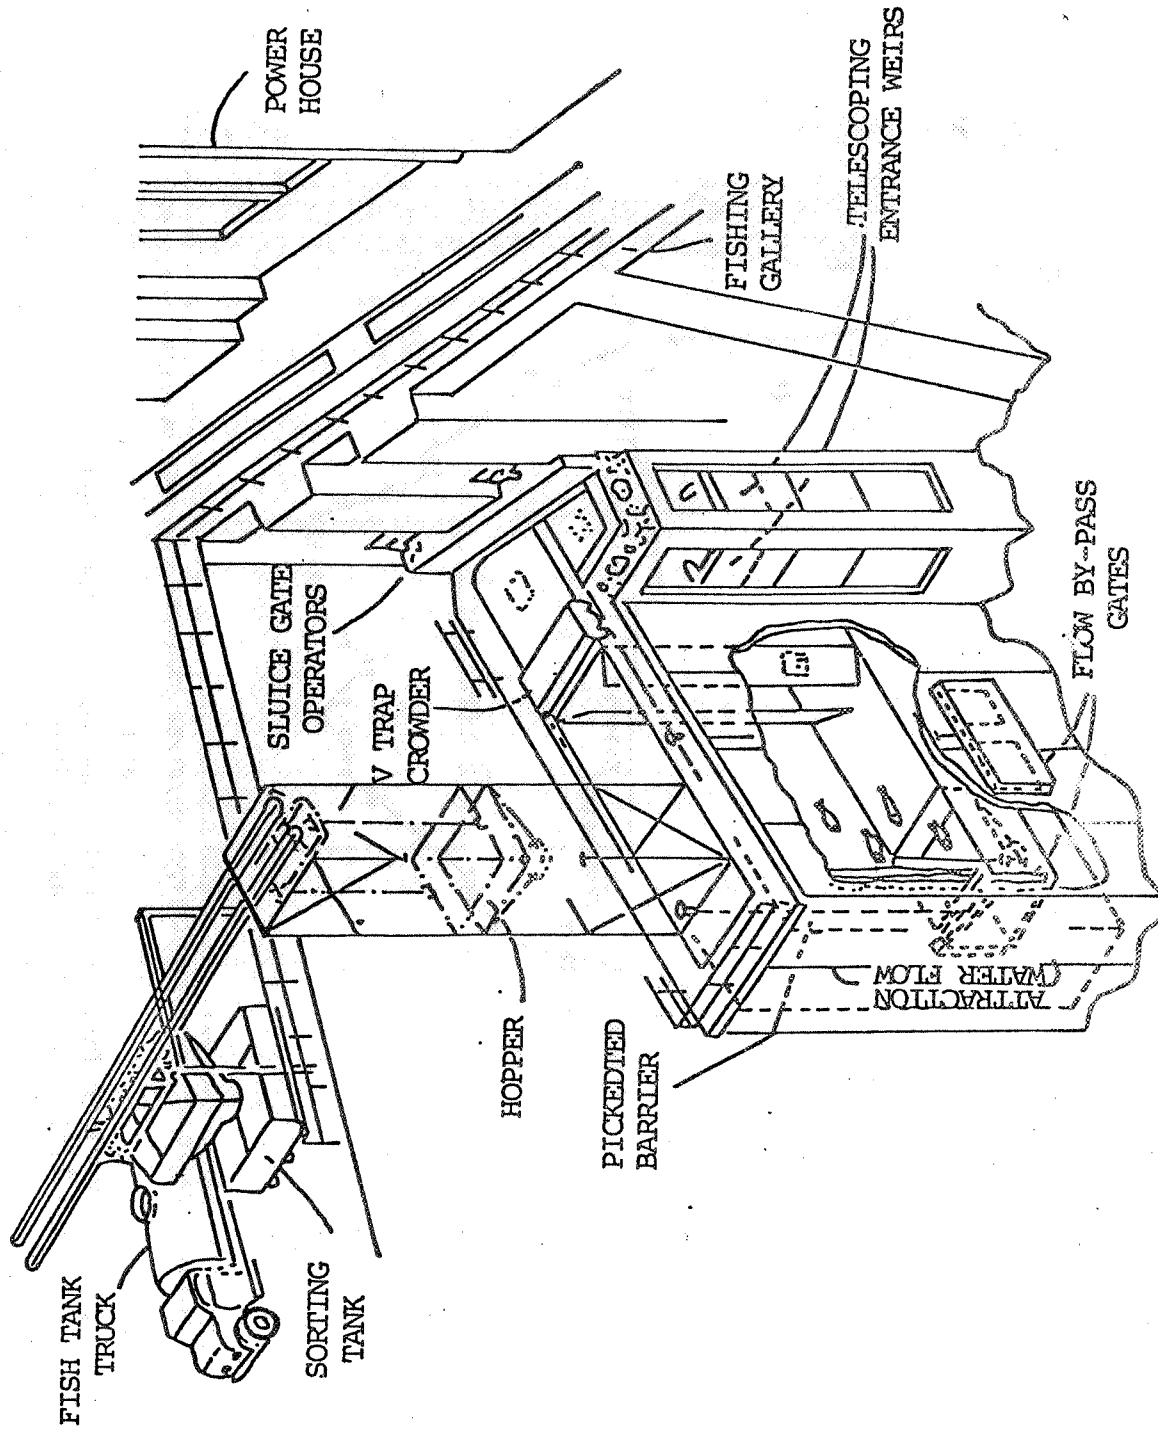 FISH TANK
TRUCK
SORTING
TANK
HOPPER
PICKEDTED
BARRIER
SLUICE GATE
OPERATORS
V TRAP
CROWDER
POWER
HOUSE
FISHING
GALLERY
TELESCOPING
ENTRANCE WEIRS
FLOW BY-PASS
GATES
ATTRACTION
WATER FLOW